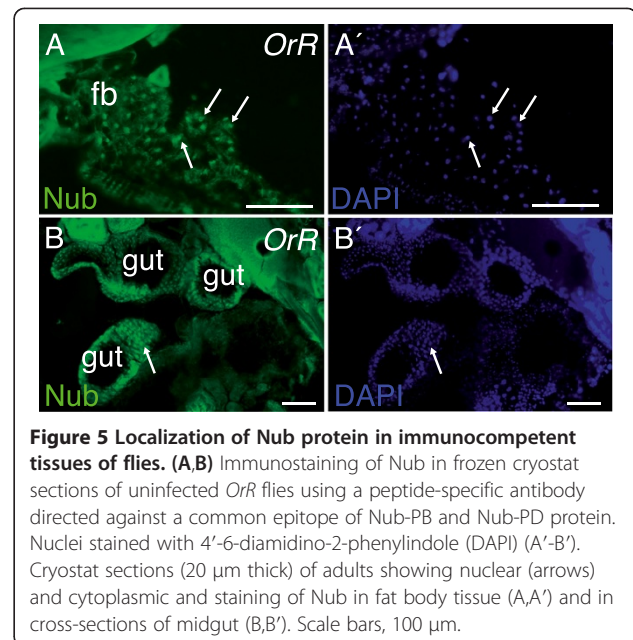 A
OrR
A´
fb
Nub
DAPI
B
OrR
B´
gut
gut
gut
Nub
DAPI
Figure 5 Localization of Nub protein in immunocompetent
tissues of flies. (A,B) Immunostaining of Nub in frozen cryostat
sections of uninfected OrR flies using a peptide-specific antibody
directed against a common epitope of Nub-PB and Nub-PD protein.
Nuclei stained with 4′-6-diamidino-2-phenylindole (DAPI) (A′-B′).
Cryostat sections (20 μm thick) of adults showing nuclear (arrows)
and cytoplasmic and staining of Nub in fat body tissue (A,A′) and in
cross-sections of midgut (B,B′). Scale bars, 100 μm.